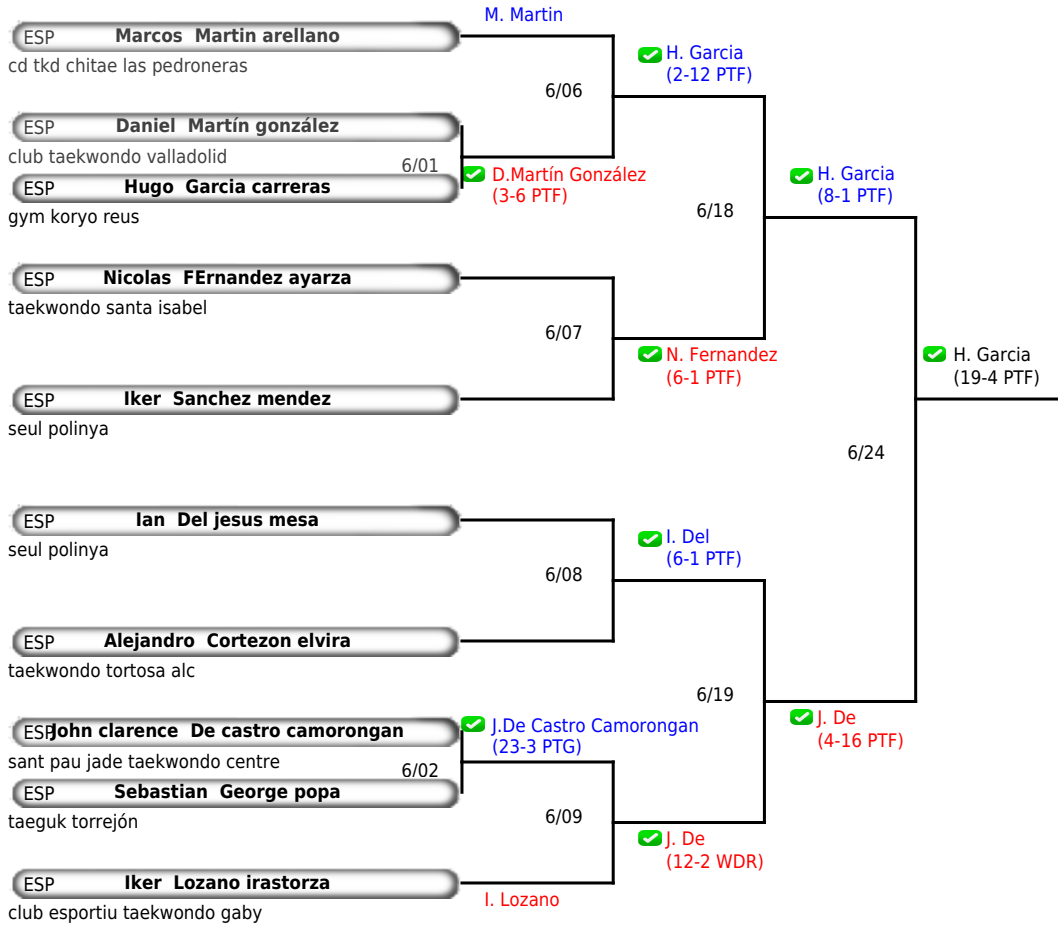 M. Martin
ESP Marcos Martin arellano
cd tkd chitae las pedroneras
H. Garcia
(2-12 PTF)
6/06
ESP Daniel Martín gonzález
club taekwondo valladolid
6/01
D.Martín González
(3-6 PTF)
ESP Hugo Garcia carreras
gym koryo reus
H. Garcia
(8-1 PTF)
6/18
ESP Nicolas FErnandez ayarza
taekwondo santa isabel
6/07
N. Fernandez
(6-1 PTF)
ESP Iker Sanchez mendez
seul polinya
H. Garcia
(19-4 PTF)
6/24
ESP Ian Del jesus mesa
seul polinya
I. Del
(6-1 PTF)
6/08
ESP Alejandro Cortezon elvira
taekwondo tortosa alc
6/19
J. De
(4-16 PTF)
ESP John clarence De castro camorongan
sant pau jade taekwondo centre
J.De Castro Camorongan
(23-3 PTG)
6/02
ESP Sebastian George popa
taeguk torrejón
6/09
J. De
(12-2 WDR)
ESP Iker Lozano irastorza
club esportiu taekwondo gaby
I. Lozano